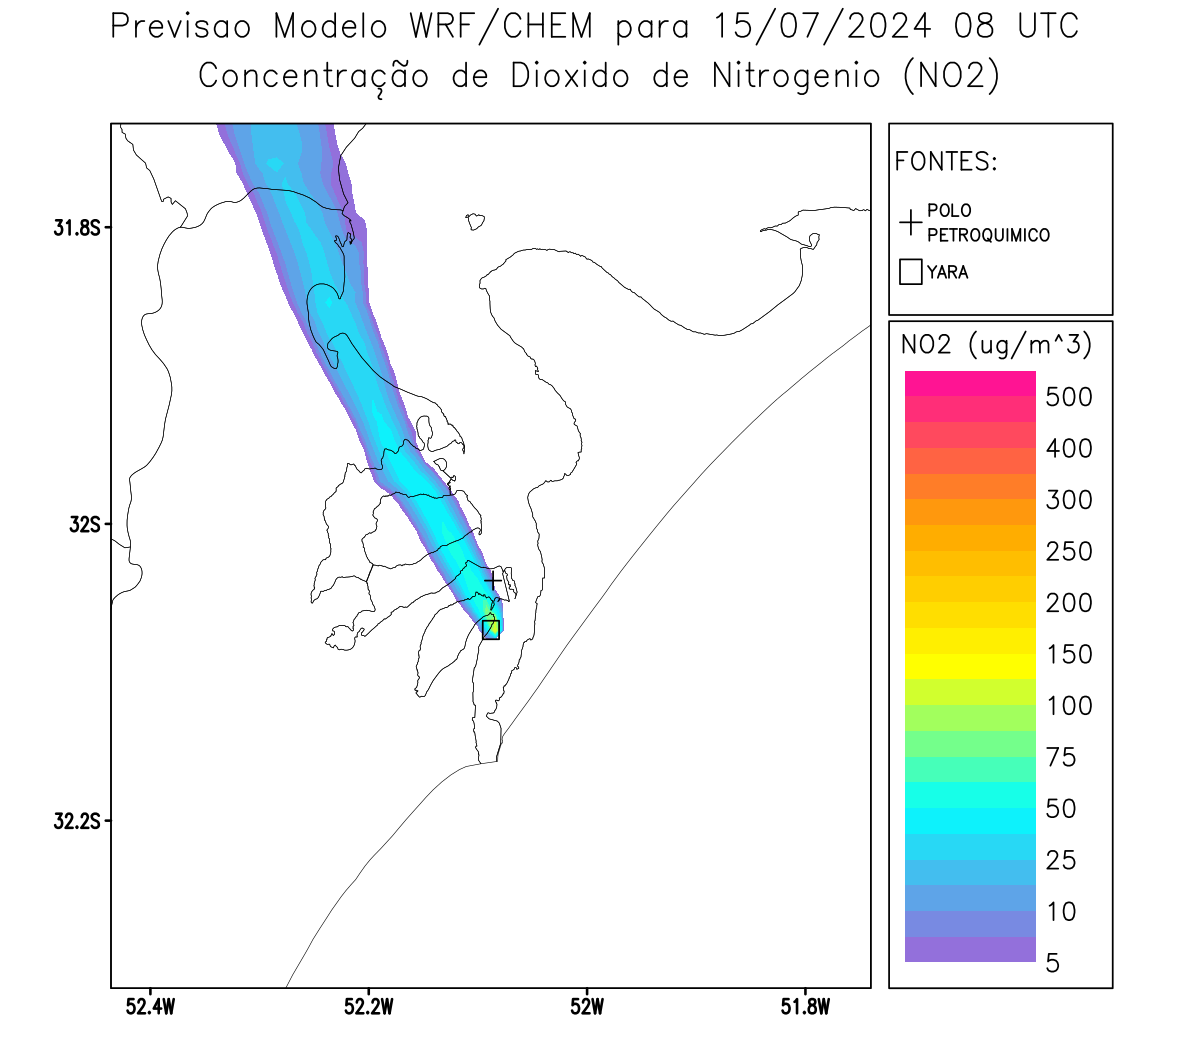 Previsao Modelo WRF/CHEM para 15/07/2024 08 UTC
Concentração de Dioxido de Nitrogenio (NO2)
FONTES:
POLO
PETROQUIMICO
YARA
NO2 (ug/m^3)
500
400
300
250
200
150
100
75
50
25
10
5
31.8S
32S
32.2S
52.4W
52.2W
52W
51.8W